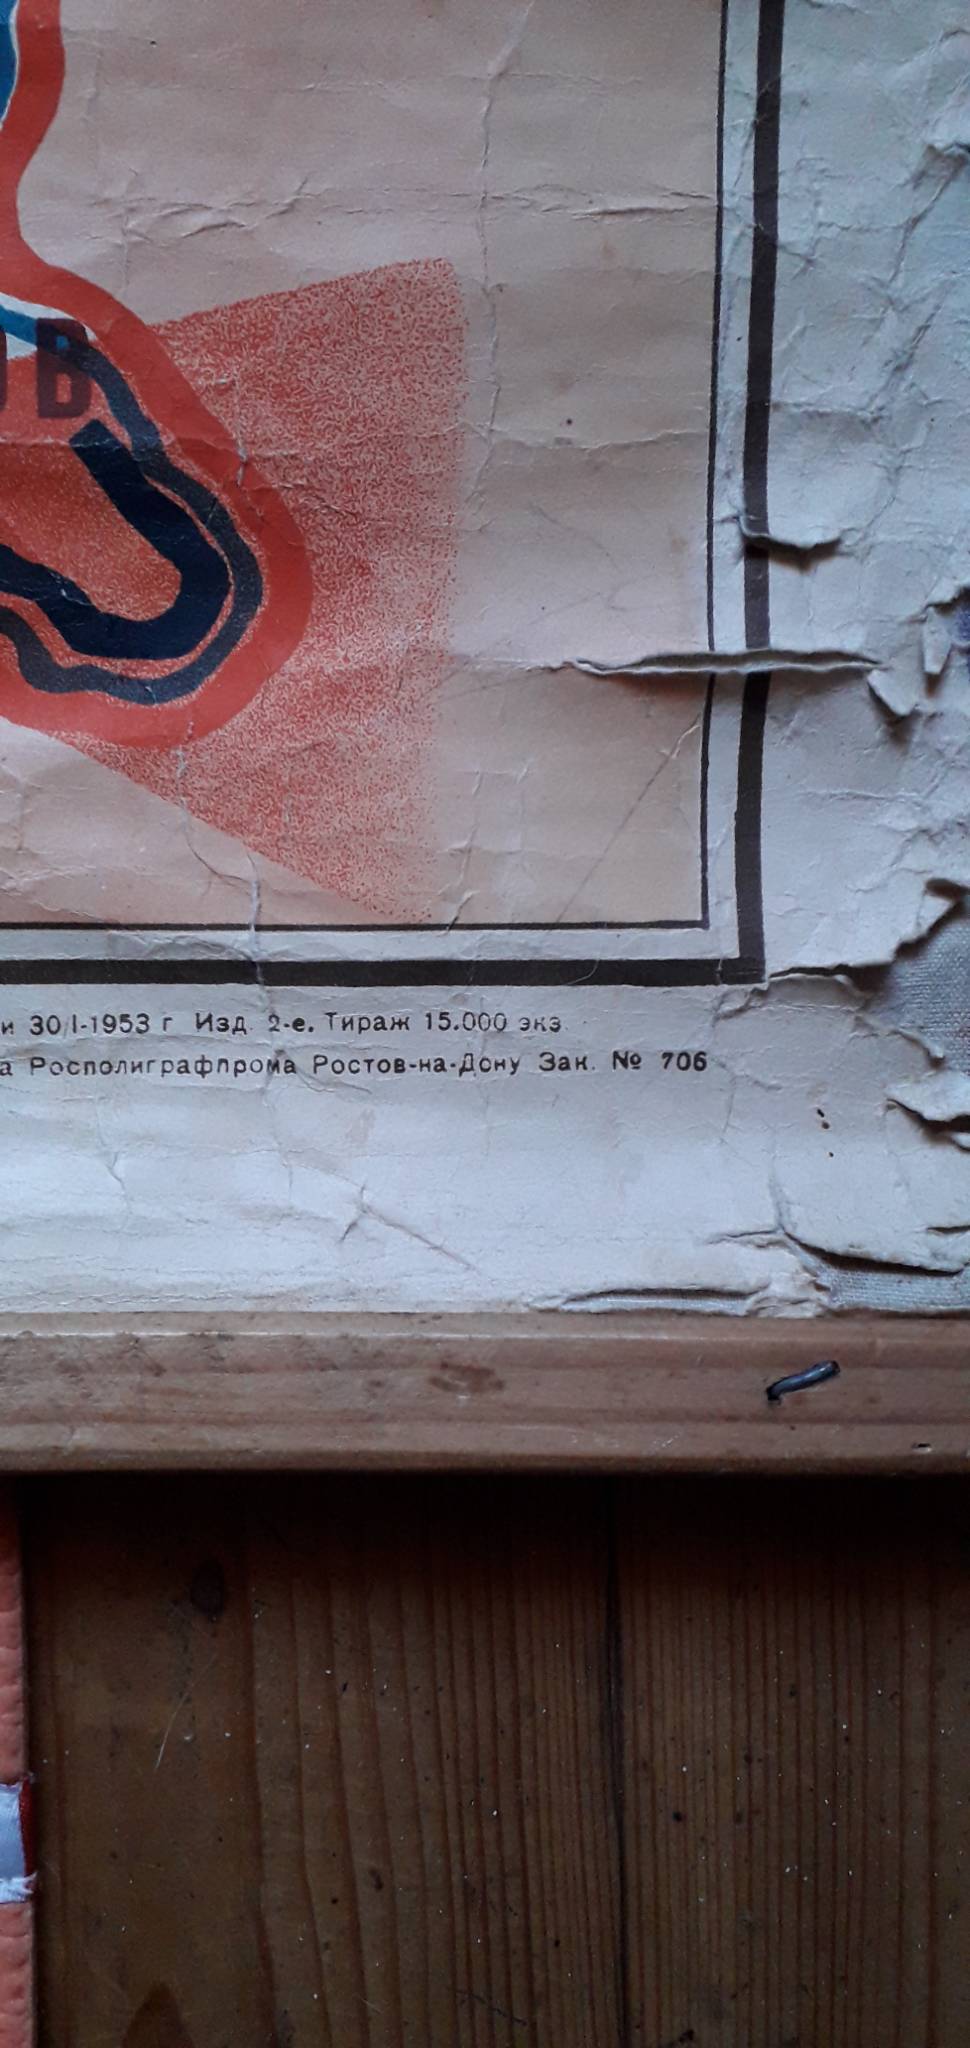 ОВ
и 30/I-1953 г Изд. 2-е. Тираж 15.000 экз.
а Росполиграфпрома Ростов-на-Дону Зак. № 706